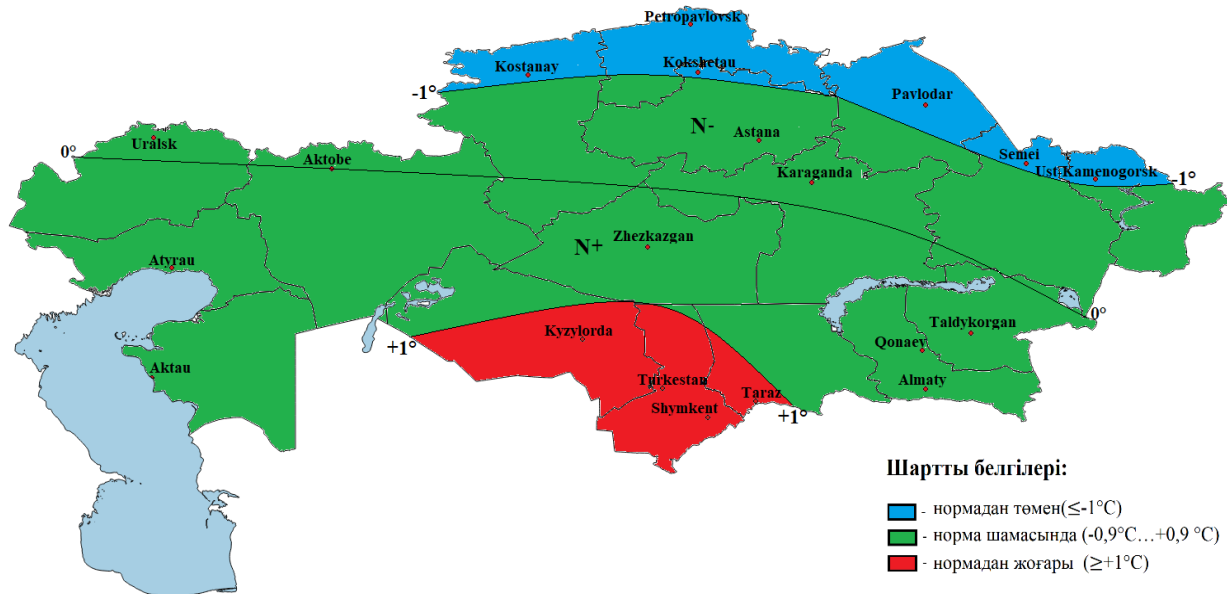 Petropavlovsk
Kostanay
Kokshetau
-1°
Pavlodar
N-
Astana
Uralsk
0°
Aktobe
Semei
Karaganda
Ust-Kamenogorsk
-1°
Zhezkazgan
N+
Atyrau
0°
Kyzylorda
Taldykorgan
+1°
Qonaev
Aktau
Turkestan
Almaty
Taraz
Shymkent
+1°
Шартты белгілері:
- нормадан төмен(≤-1°C)
- норма шамасында (-0,9°C...+0,9 °C)
- нормадан жоғары (≥+1°C)